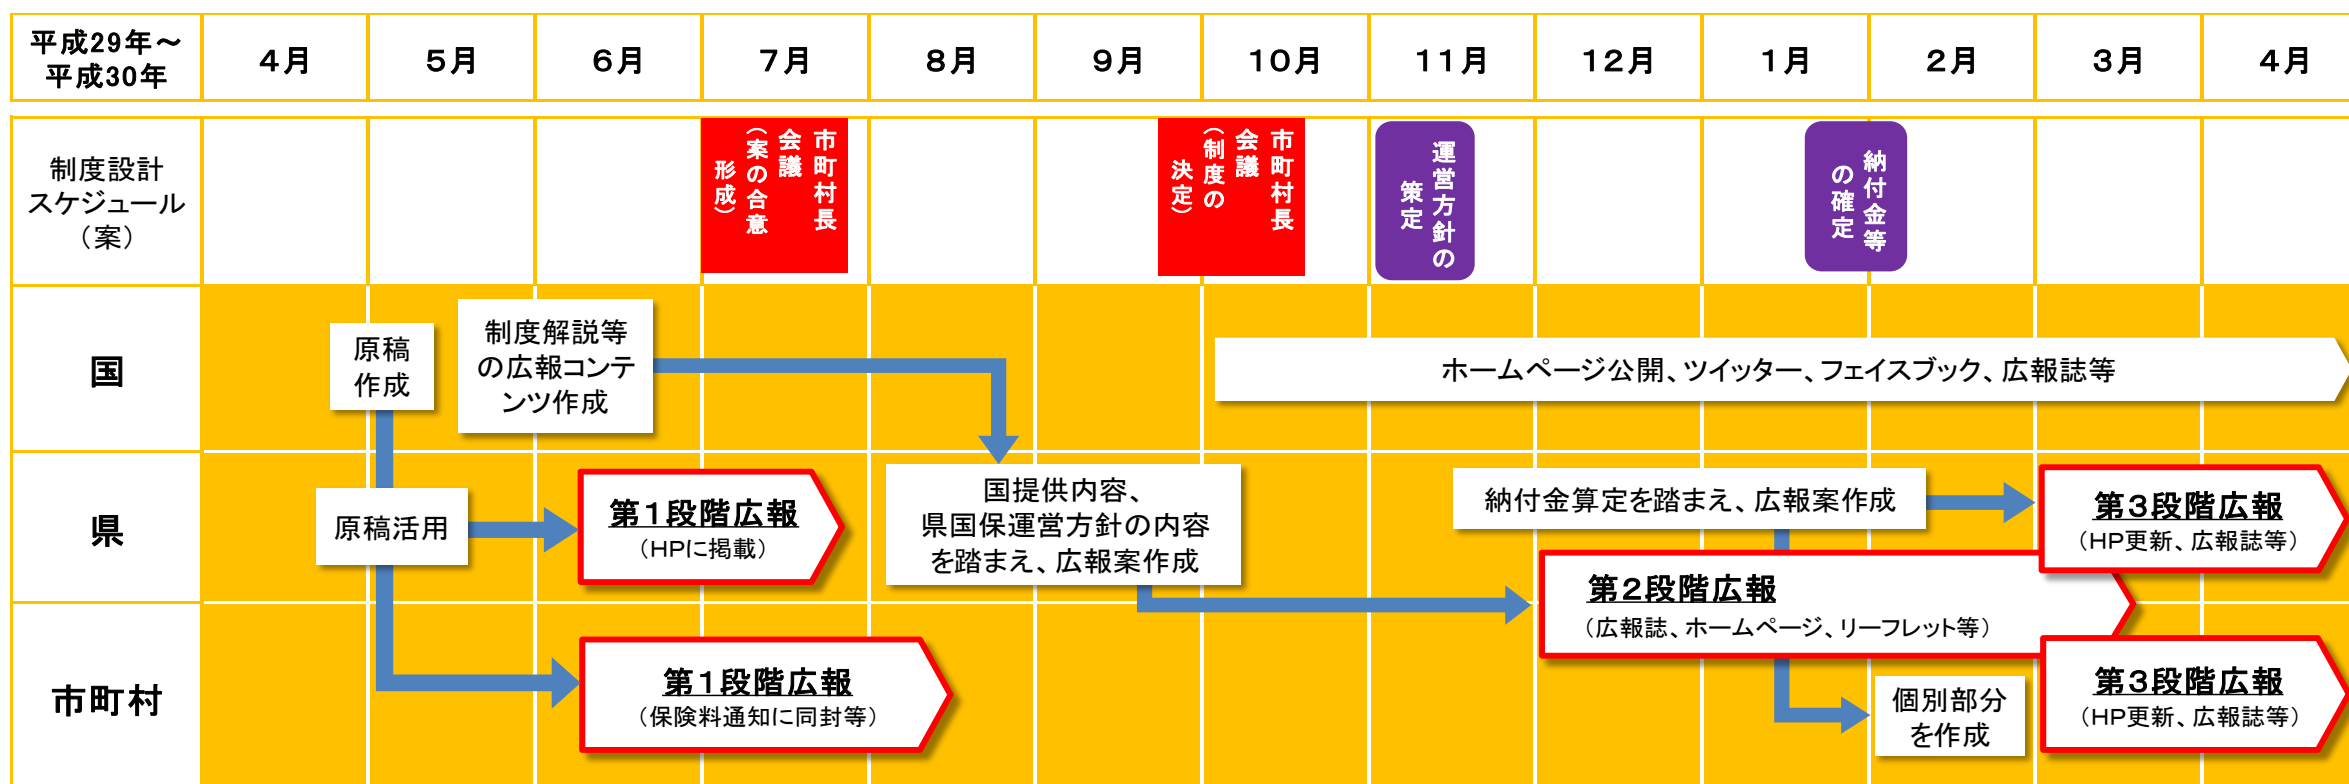 平成29年～
平成30年
４月
５月
６月
７月
８月
９月
１０月
１１月
１２月
１月
２月
３月
４月
制度設計
スケジュール
（案）
市町村長
会議
（案の合意
形成）
市町村長
会議
（制度の
決定）
運営方針の
策定
納付金等
の確定
国
原稿
作成
制度解説等
の広報コンテ
ンツ作成
ホームページ公開、ツイッター、フェイスブック、広報誌等
県
原稿活用
第１段階広報
（HPに掲載）
国提供内容、
県国保運営方針の内容
を踏まえ、広報案作成
納付金算定を踏まえ、広報案作成
第３段階広報
（HP更新、広報誌等）
第２段階広報
（広報誌、ホームページ、リーフレット等）
市町村
第１段階広報
（保険料通知に同封等）
個別部分
を作成
第３段階広報
（HP更新、広報誌等）